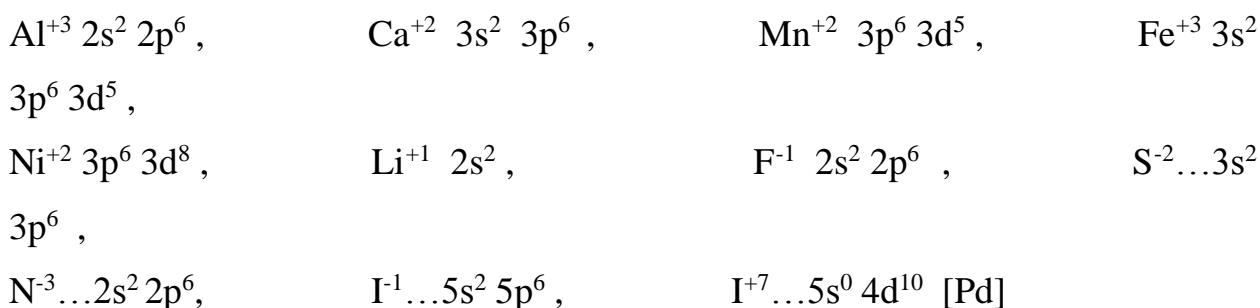 Al⁺³ 2s² 2p⁶ , Ca⁺² 3s² 3p⁶ , Mn⁺² 3p⁶ 3d⁵ , Fe⁺³ 3s²
3p⁶ 3d⁵ ,
Ni⁺² 3p⁶ 3d⁸ , Li⁺¹ 2s² , F⁻¹ 2s² 2p⁶ , S⁻²…3s²
3p⁶ ,
N⁻³…2s² 2p⁶, I⁻¹…5s² 5p⁶ , I⁺⁷…5s⁰ 4d¹⁰ [Pd]